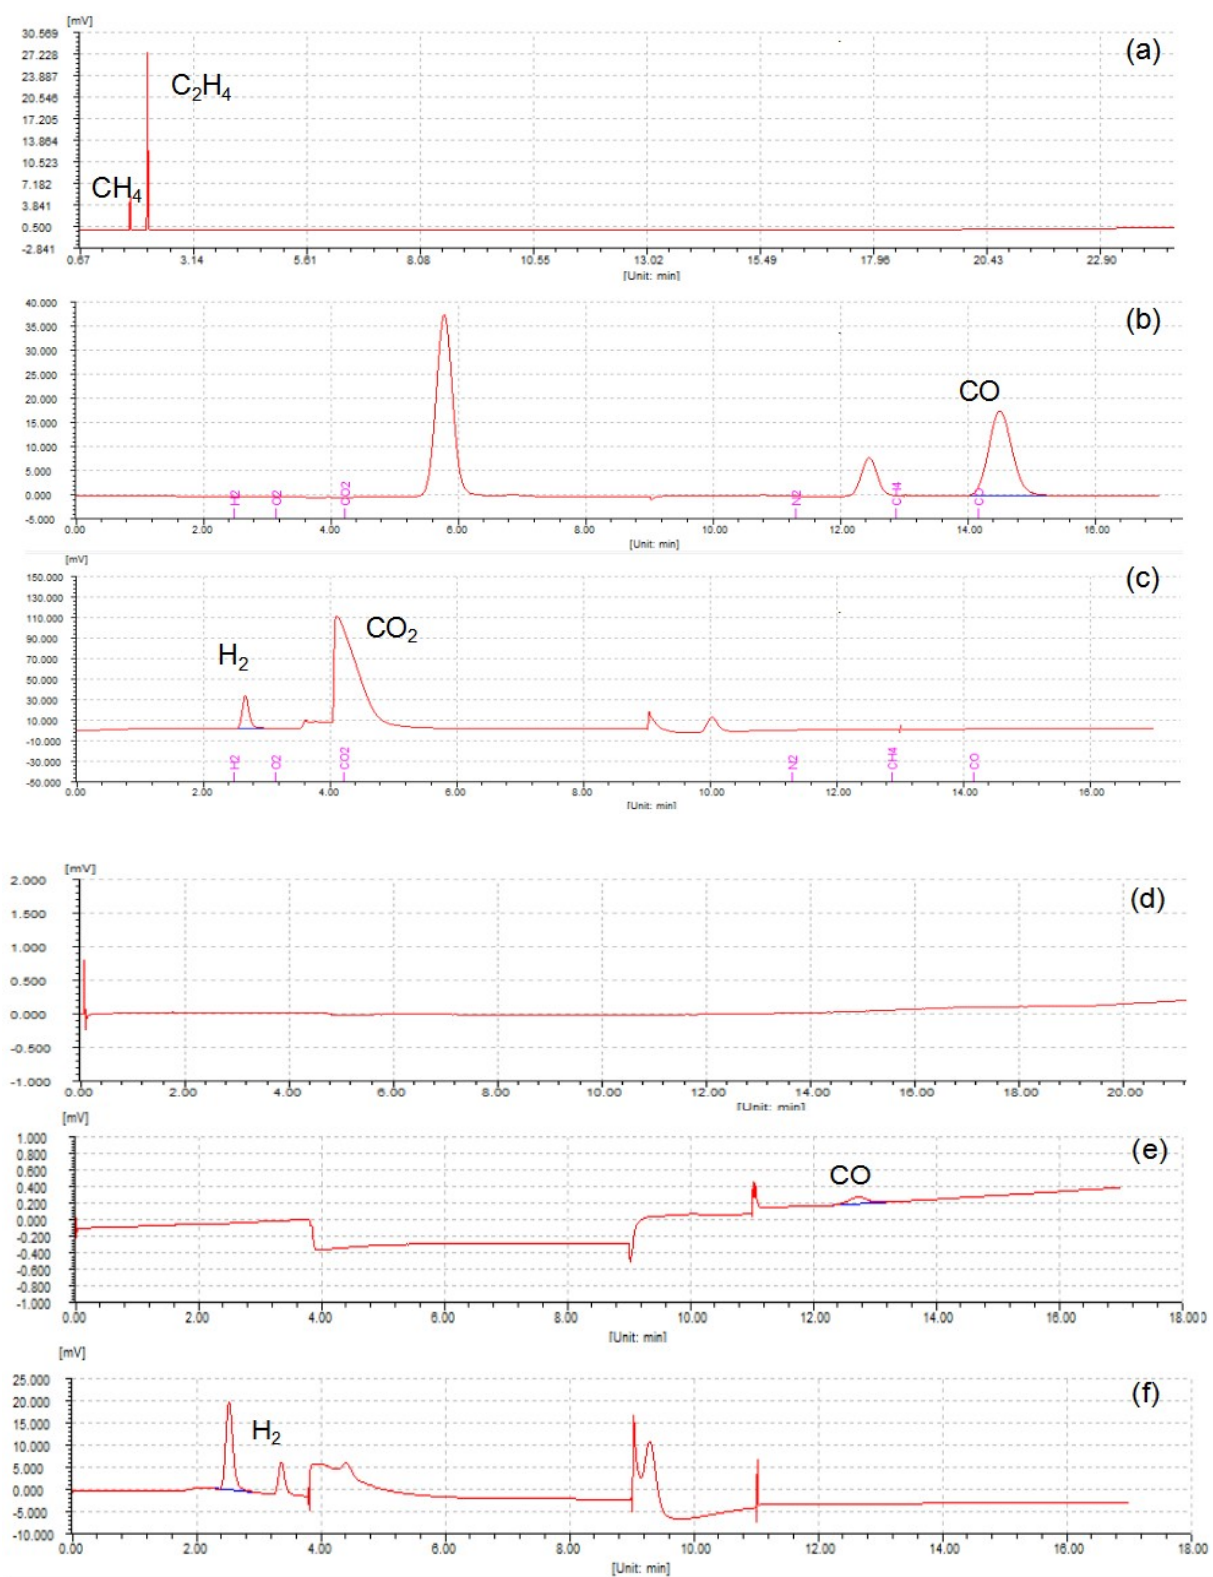 [mV]
(a)
30.569
27.228
23.887
20.546
17.205
13.864
10.523
7.182
3.841
0.500
-2.841
C₂H₄
CH₄
0.67 3.14 5.61 8.08 10.55 13.02 15.49 17.96 20.43 22.90
[Unit: min]
(b)
40.000
35.000
30.000
25.000
20.000
15.000
10.000
5.000
0.000
-5.000
CO
H2 O2 CO2 N2 CH4 CO
0.00 2.00 4.00 6.00 8.00 10.00 12.00 14.00 16.00
[Unit: min]
[mV]
(c)
150.000
130.000
110.000
90.000
70.000
50.000
30.000
10.000
-10.000
-30.000
-50.000
H₂
CO₂
H2 O2 CO2 N2 CH4 CO
0.00 2.00 4.00 6.00 8.00 10.00 12.00 14.00 16.00
[Unit: min]
[mV]
(d)
2.000
1.500
1.000
0.500
0.000
-0.500
-1.000
0.00 2.00 4.00 6.00 8.00 10.00 12.00 14.00 16.00 18.00 20.00
[Unit: min]
[mV]
(e)
1.000
0.800
0.600
0.400
0.200
0.000
-0.200
-0.400
-0.600
-0.800
-1.000
CO
0.00 2.00 4.00 6.00 8.00 10.00 12.00 14.00 16.00 18.000
[Unit: min]
[mV]
(f)
25.000
20.000
15.000
10.000
5.000
0.000
-5.000
-10.000
H₂
0.00 2.00 4.00 6.00 8.00 10.00 12.00 14.00 16.00 18.00
[Unit: min]